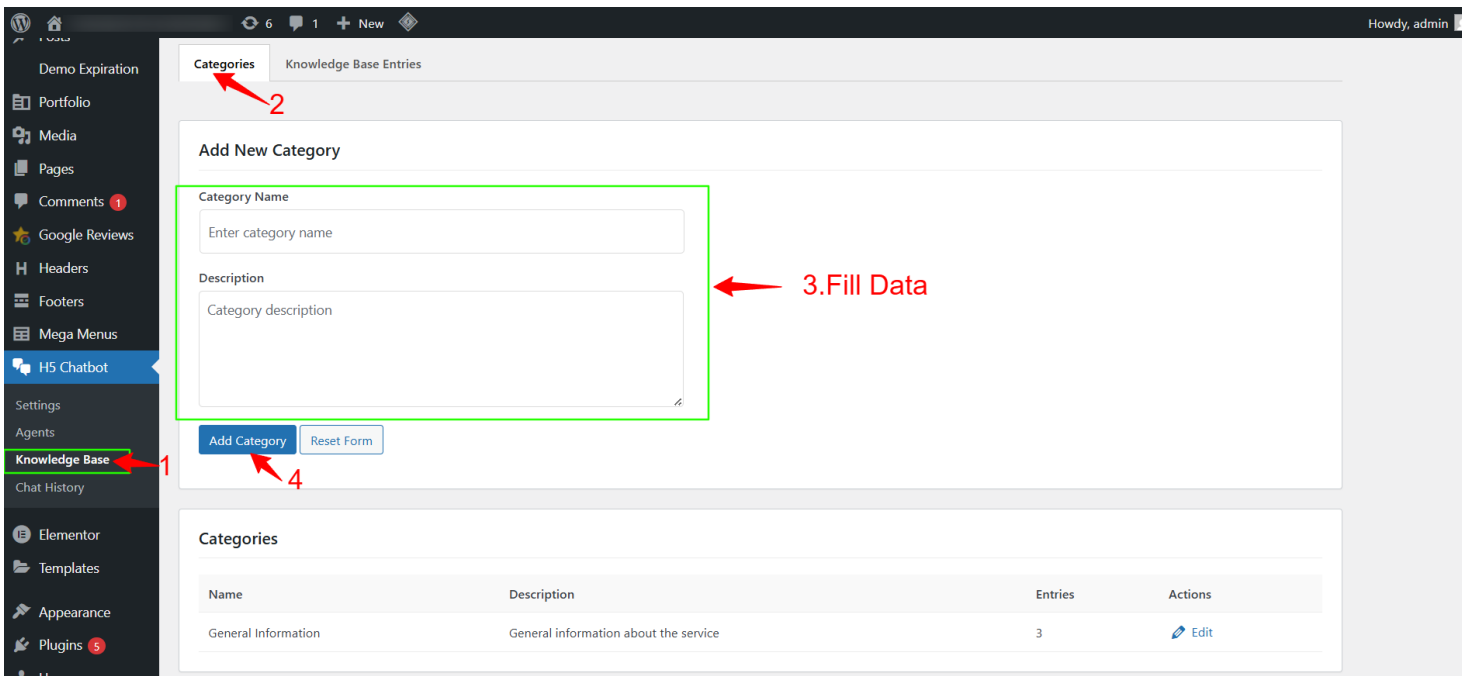 6 1 New
Howdy, admin
Posts
Demo Expiration
Portfolio
Media
Pages
Comments 1
Google Reviews
H Headers
Footers
Mega Menus
H5 Chatbot
Settings
Agents
Knowledge Base
1
Chat History
Elementor
Templates
Appearance
Plugins 5
Categories Knowledge Base Entries
2
Add New Category
Category Name
Enter category name
Description
Category description
3.Fill Data
Add Category Reset Form
4
Categories
Name Description Entries Actions
General Information General information about the service 3 Edit